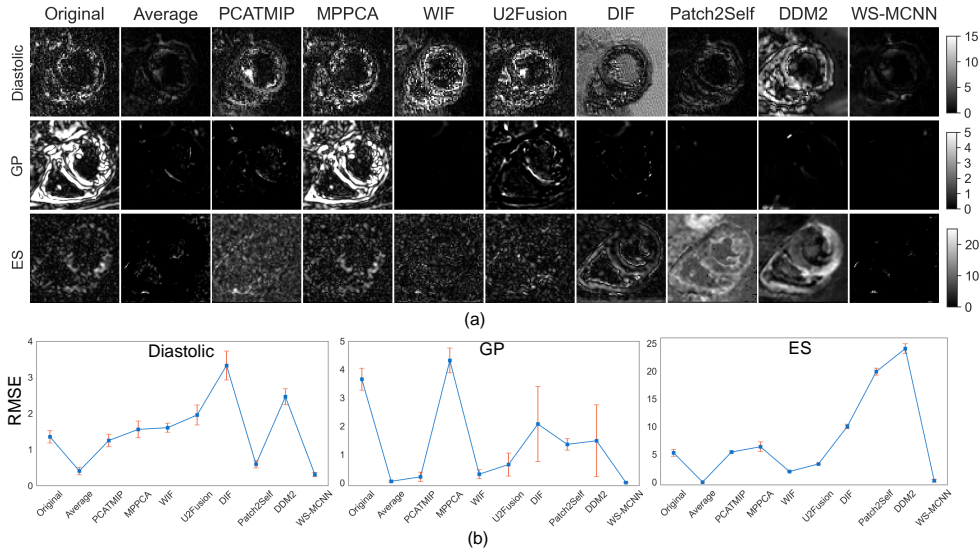 Original Average PCATMIP MPPCA WIF U2Fusion DIF Patch2Self DDM2 WS-MCNN
Diastolic
15
10
5
0
GP
5
4
3
2
1
0
ES
20
10
0
(a)
Diastolic
GP
ES
RMSE
4
3
2
1
0
5
4
3
2
1
0
25
20
15
10
5
0
Original Average PCATMIP MPPCA WIF U2Fusion DIF Patch2Self DDM2 WS-MCNN
Original Average PCATMIP MPPCA WIF U2Fusion DIF Patch2Self DDM2 WS-MCNN
Original Average PCATMIP MPPCA WIF U2Fusion DIF Patch2Self DDM2 WS-MCNN
(b)